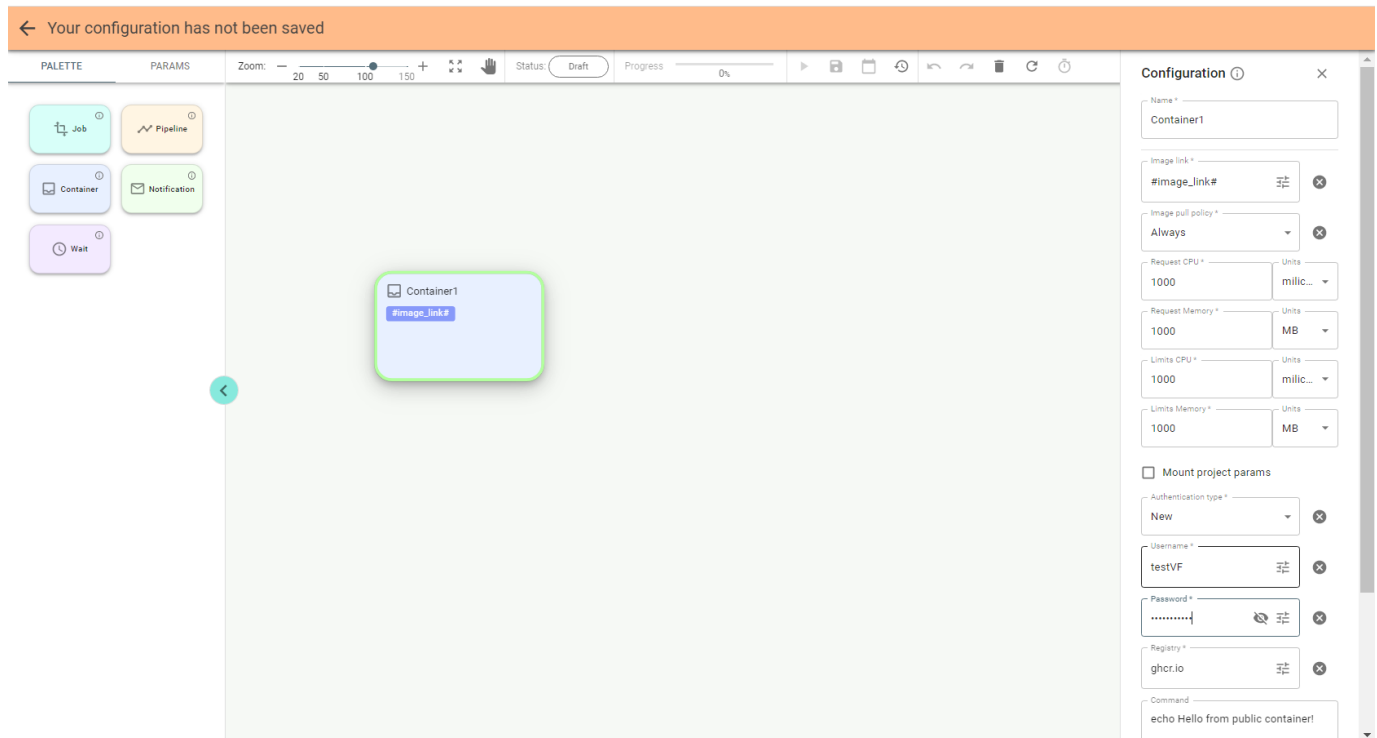 Your configuration has not been saved
PALETTE
PARAMS
Zoom:
20 50 100 150
Status: Draft
Progress
0%
Job
Pipeline
Container
Notification
Wait
Container1
#image_link#
Configuration
Name *
Container1
Image link *
#image_link#
Image pull policy *
Always
Request CPU * Units
1000 milic...
Request Memory * Units
1000 MB
Limits CPU * Units
1000 milic...
Limits Memory * Units
1000 MB
Mount project params
Authentication type *
New
Username *
testVF
Password *
•••••••••••
Registry *
ghcr.io
Command
echo Hello from public container!